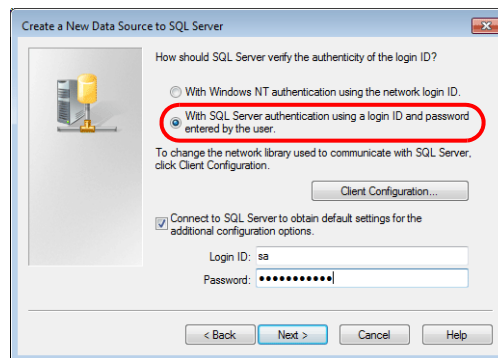 Create a New Data Source to SQL Server
How should SQL Server verify the authenticity of the login ID?
With Windows NT authentication using the network login ID.
With SQL Server authentication using a login ID and password
entered by the user.
To change the network library used to communicate with SQL Server,
click Client Configuration.
Client Configuration...
Connect to SQL Server to obtain default settings for the
additional configuration options.
Login ID: sa
Password: •••••••••••
< Back Next > Cancel Help